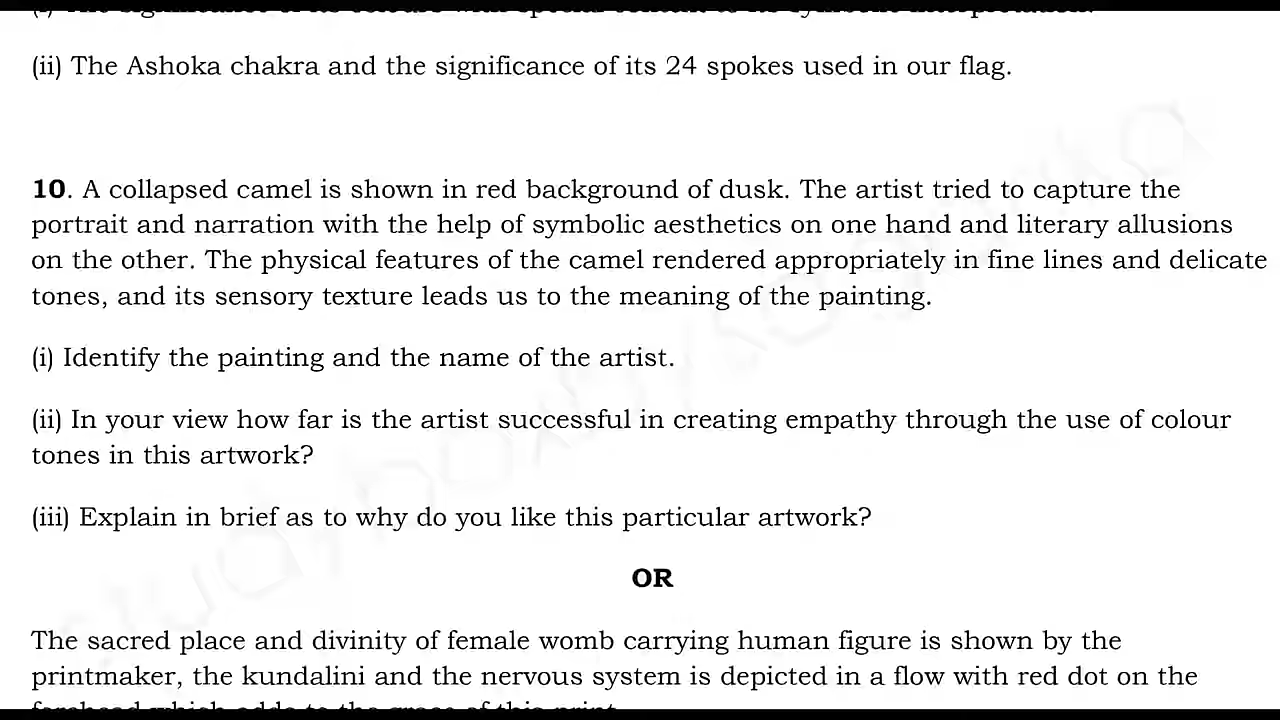 (ii) The Ashoka chakra and the significance of its 24 spokes used in our flag.
10. A collapsed camel is shown in red background of dusk. The artist tried to capture the
portrait and narration with the help of symbolic aesthetics on one hand and literary allusions
on the other. The physical features of the camel rendered appropriately in fine lines and delicate
tones, and its sensory texture leads us to the meaning of the painting.
(i) Identify the painting and the name of the artist.
(ii) In your view how far is the artist successful in creating empathy through the use of colour
tones in this artwork?
(iii) Explain in brief as to why do you like this particular artwork?
OR
The sacred place and divinity of female womb carrying human figure is shown by the
printmaker, the kundalini and the nervous system is depicted in a flow with red dot on the